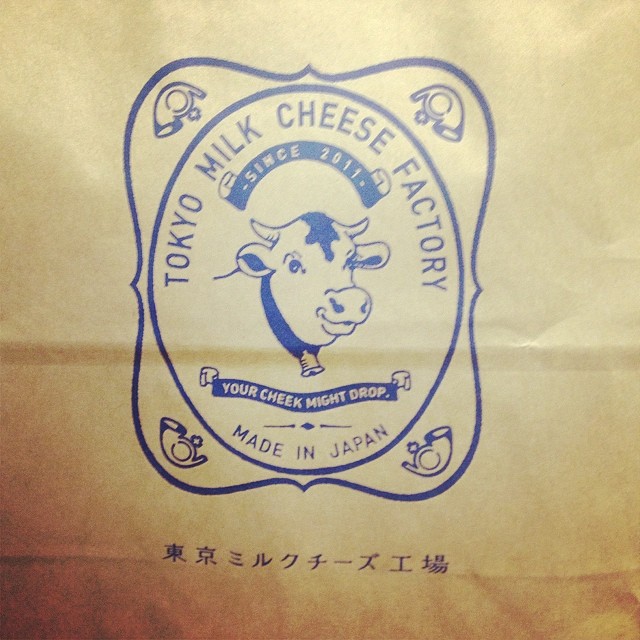 TOKYO MILK CHEESE FACTORY
-SINCE 2011-
YOUR CHEEK MIGHT DROP.
MADE IN JAPAN
東京ミルクチーズ工場